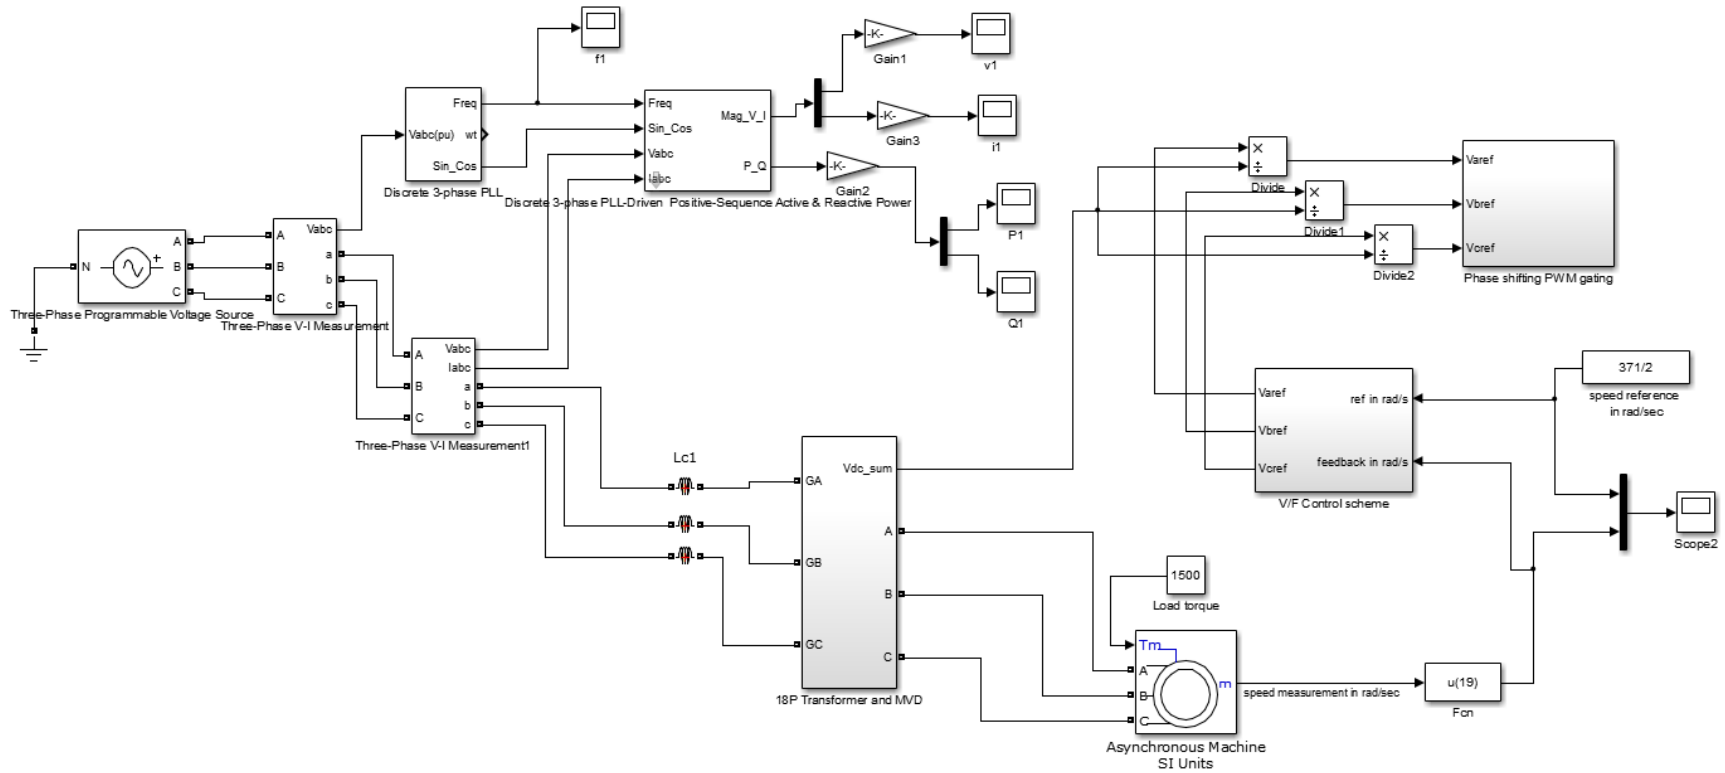 f1
-K-
Gain1
v1
-K-
Gain3
i1
Freq
Vabc(pu)
wt
Sin_Cos
Discrete 3-phase PLL
Freq
Sin_Cos
Vabc
Iabc
Mag_V_I
P_Q
Discrete 3-phase PLL-Driven Positive-Sequence Active & Reactive Power
-K-
Gain2
P1
Q1
N
+
A
B
C
Three-Phase Programmable Voltage Source
A
B
C
Vabc
a
b
c
Three-Phase V-I Measurement
A
B
C
Vabc
Iabc
a
b
c
Three-Phase V-I Measurement1
Lc1
GA
GB
GC
Vdc_sum
A
B
C
18P Transformer and MVD
×
÷
Divide
×
÷
Divide1
×
÷
Divide2
Varef
Vbref
Vcref
Phase shifting PWM gating
Varef
Vbref
Vcref
ref in rad/s
feedback in rad/s
V/F Control scheme
371/2
speed reference
in rad/sec
Scope2
1500
Load torque
Tm
A
B
C
m
Asynchronous Machine
SI Units
speed measurement in rad/sec
u(19)
Fcn